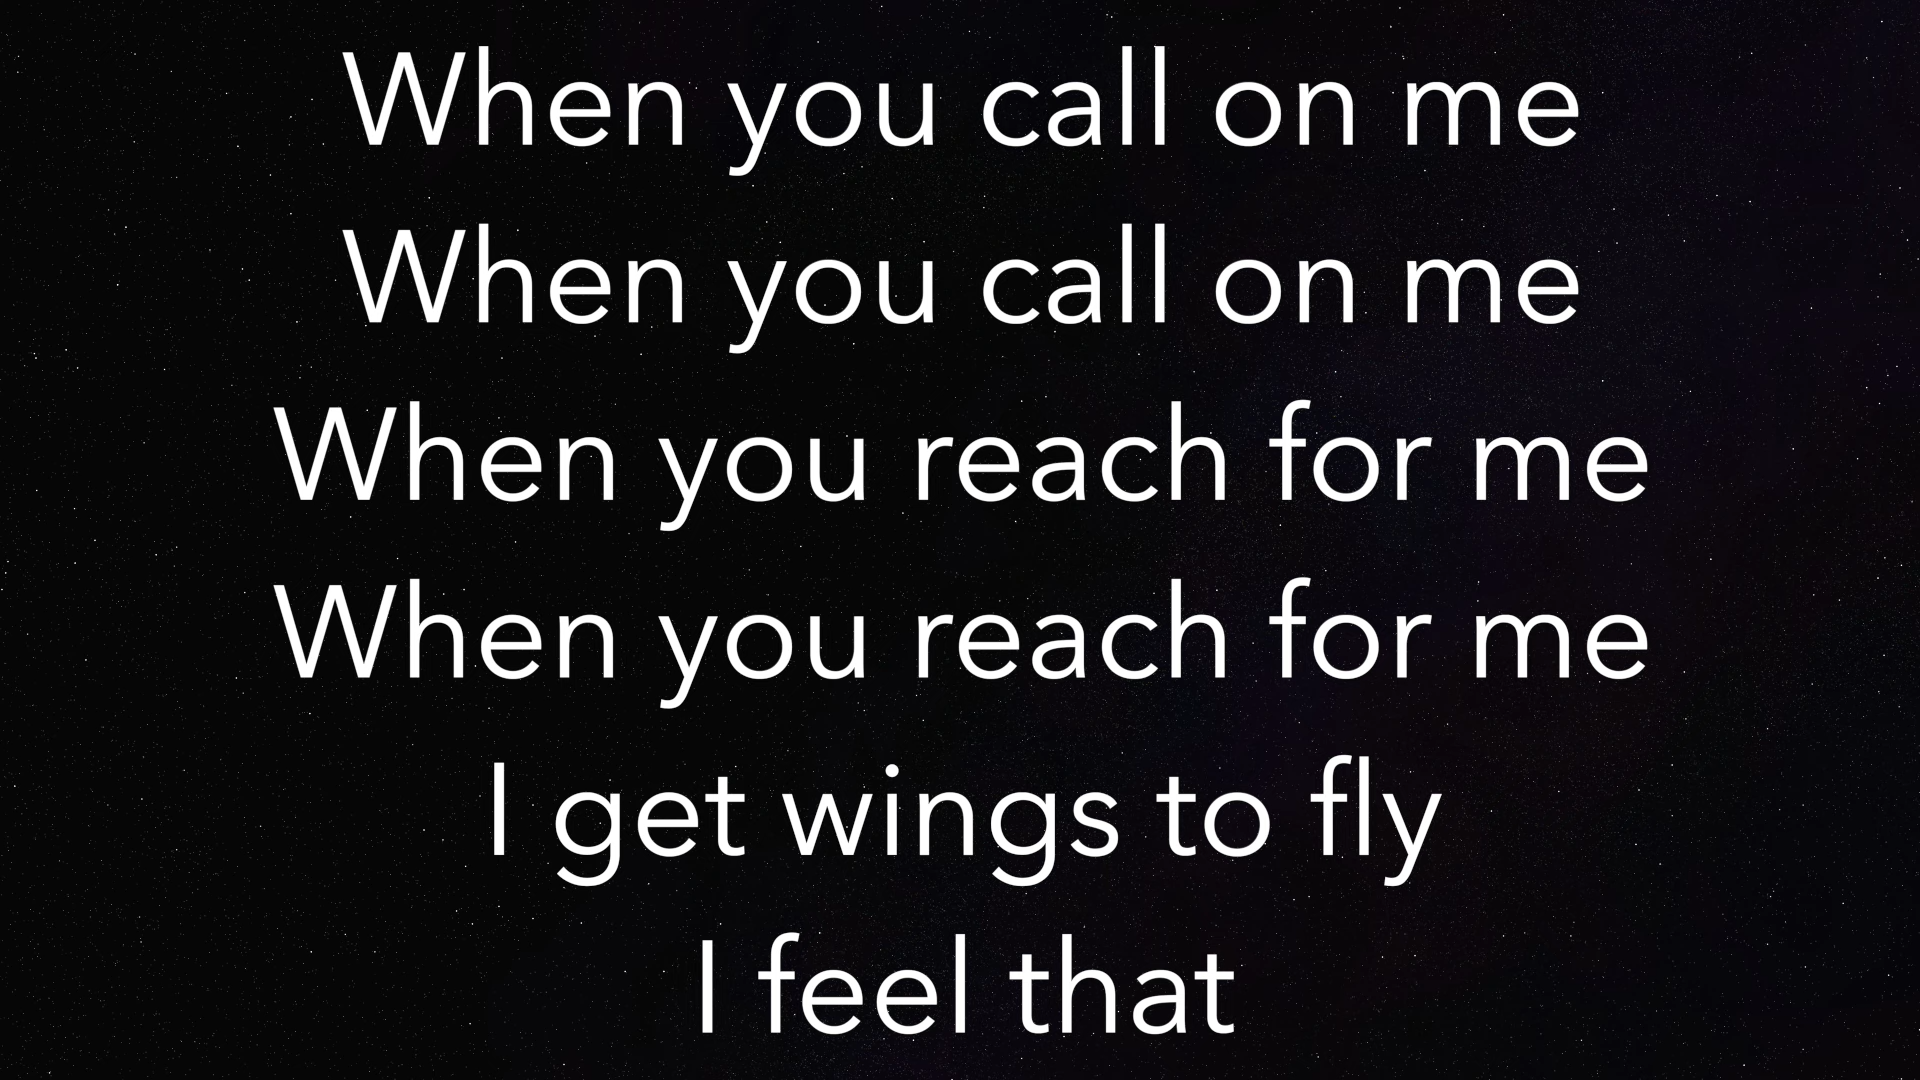 When you call on me
When you call on me
When you reach for me
When you reach for me
I get wings to fly
I feel that